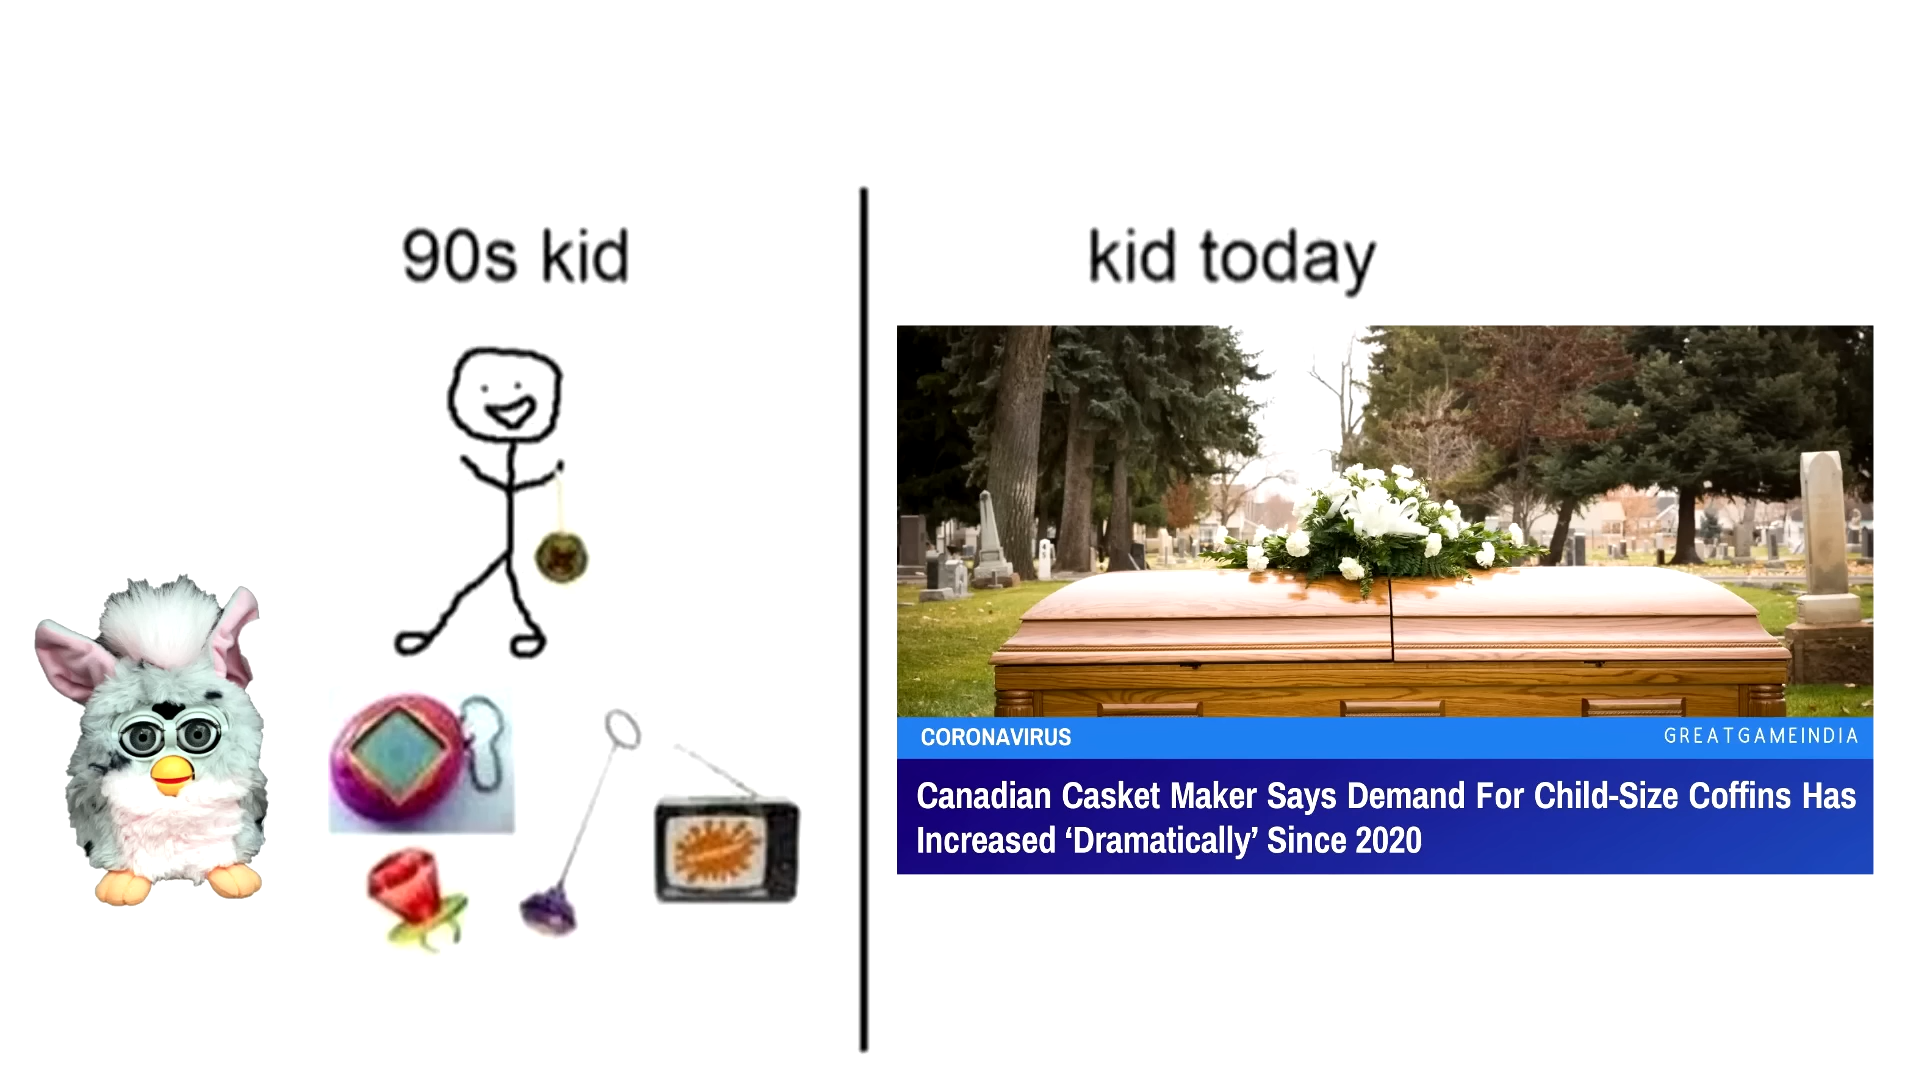 90s kid
kid today
CORONAVIRUS
GREATGAMEINDIA
Canadian Casket Maker Says Demand For Child-Size Coffins Has
Increased ‘Dramatically’ Since 2020